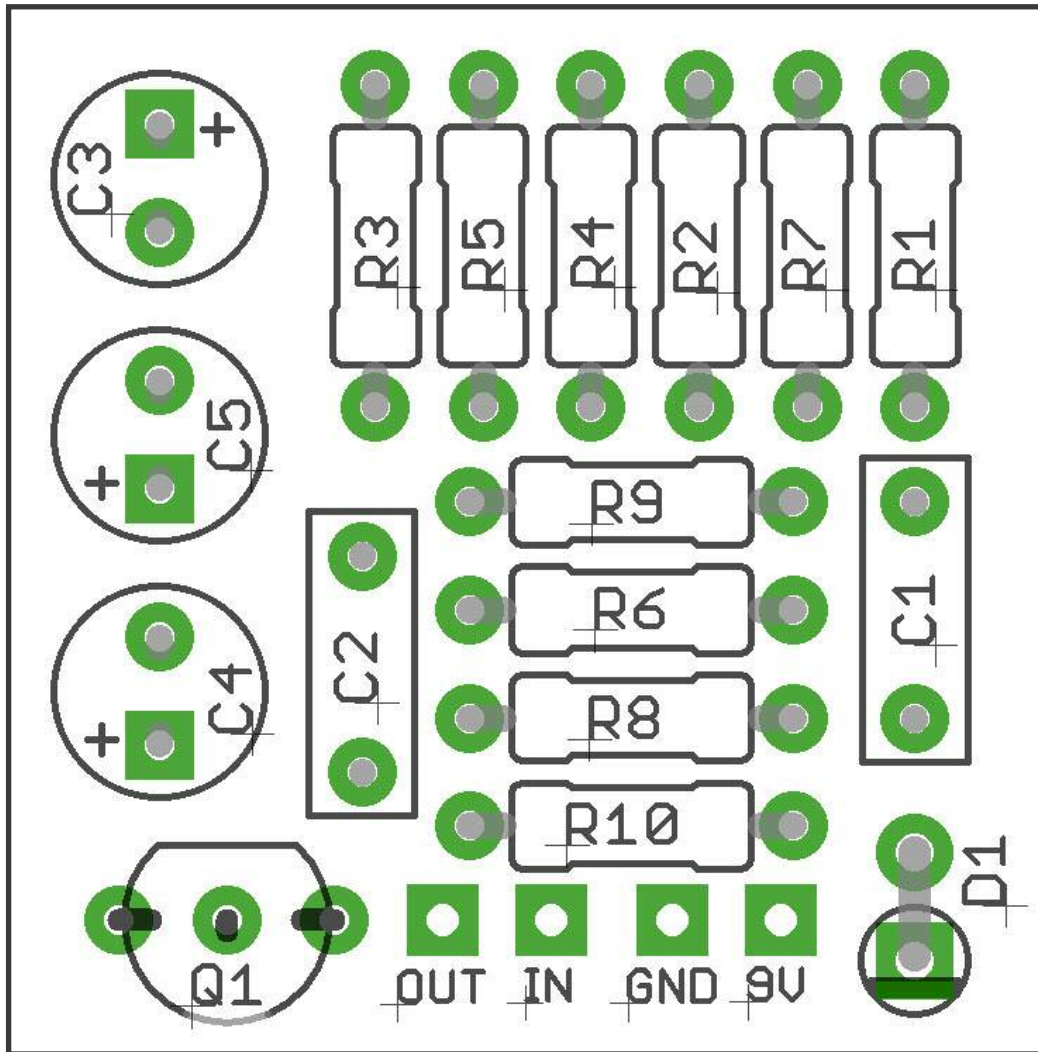 C3 +
R3 R5 R4 R2 R7 R1
C5 +
R9
R6
C1
C2
C4 +
R8
R10
D1
Q1 OUT IN GND 9V